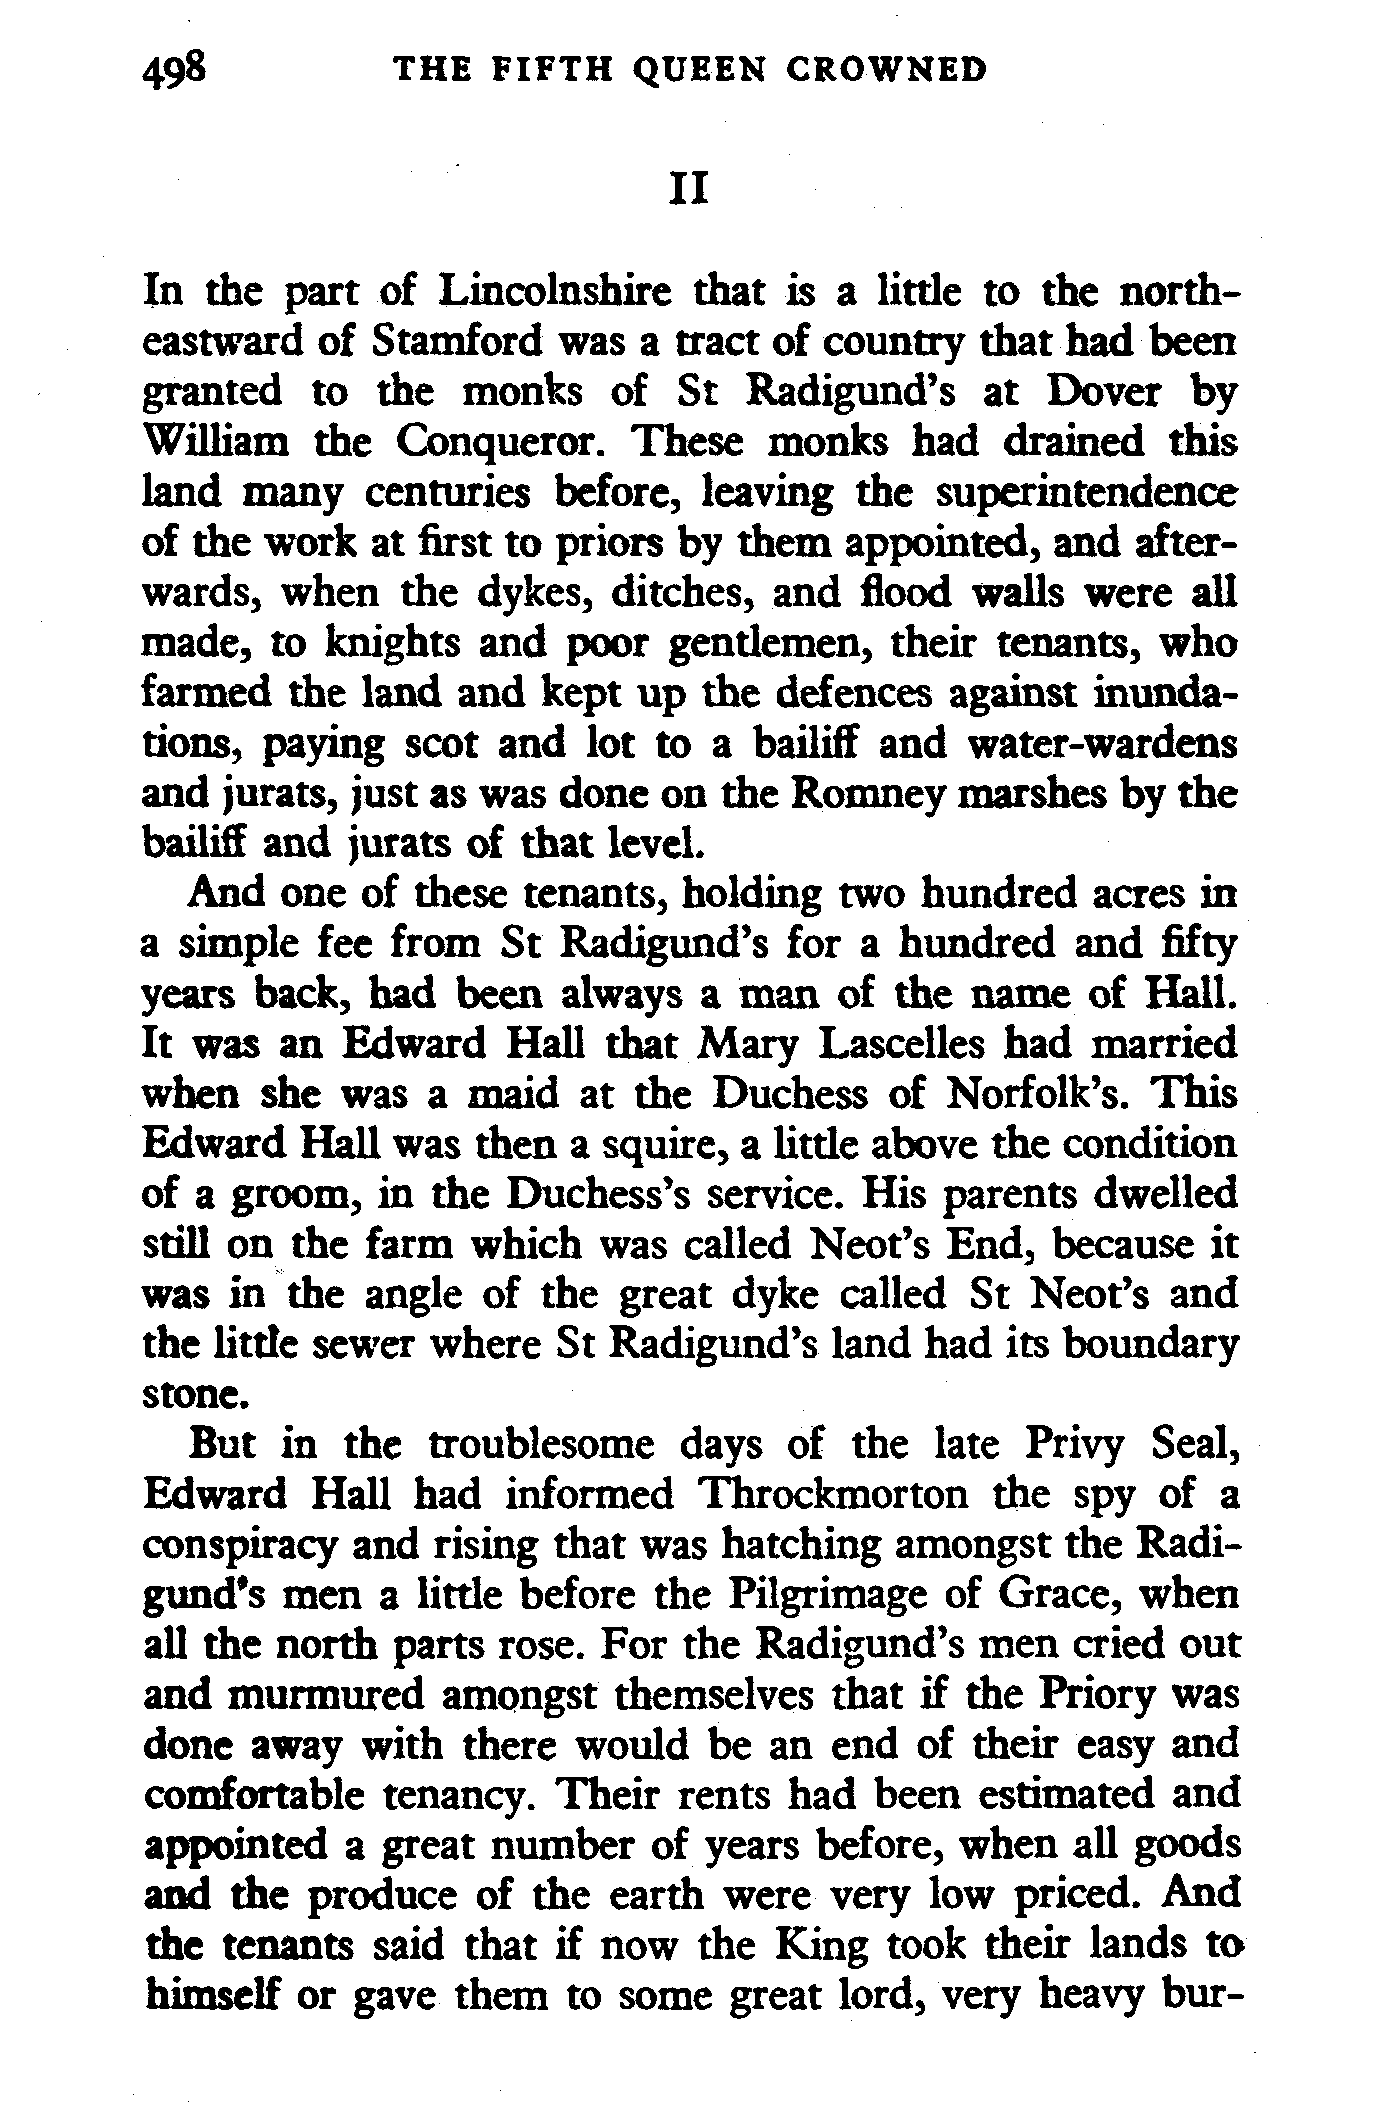 498 THE FIFTH QUEEN CROWNED
II
In the part of Lincolnshire that is a little to the north-
eastward of Stamford was a tract of country that had been
granted to the monks of St Radigund's at Dover by
William the Conqueror. These monks had drained this
land many centuries before, leaving the superintendence
of the work at first to priors by them appointed, and after-
wards, when the dykes, ditches, and flood walls were all
made, to knights and poor gentlemen, their tenants, who
farmed the land and kept up the defences against inunda-
tions, paying scot and lot to a bailiff and water-wardens
and jurats, just as was done on the Romney marshes by the
bailiff and jurats of that level.
And one of these tenants, holding two hundred acres in
a simple fee from St Radigund's for a hundred and fifty
years back, had been always a man of the name of Hall.
It was an Edward Hall that Mary Lascelles had married
when she was a maid at the Duchess of Norfolk's. This
Edward Hall was then a squire, a little above the condition
of a groom, in the Duchess's service. His parents dwelled
still on the farm which was called Neot's End, because it
was in the angle of the great dyke called St Neot's and
the little sewer where St Radigund's land had its boundary
stone.
But in the troublesome days of the late Privy Seal,
Edward Hall had informed Throckmorton the spy of a
conspiracy and rising that was hatching amongst the Radi-
gund's men a little before the Pilgrimage of Grace, when
all the north parts rose. For the Radigund's men cried out
and murmured amongst themselves that if the Priory was
done away with there would be an end of their easy and
comfortable tenancy. Their rents had been estimated and
appointed a great number of years before, when all goods
and the produce of the earth were very low priced. And
the tenants said that if now the King took their lands to
himself or gave them to some great lord, very heavy bur-